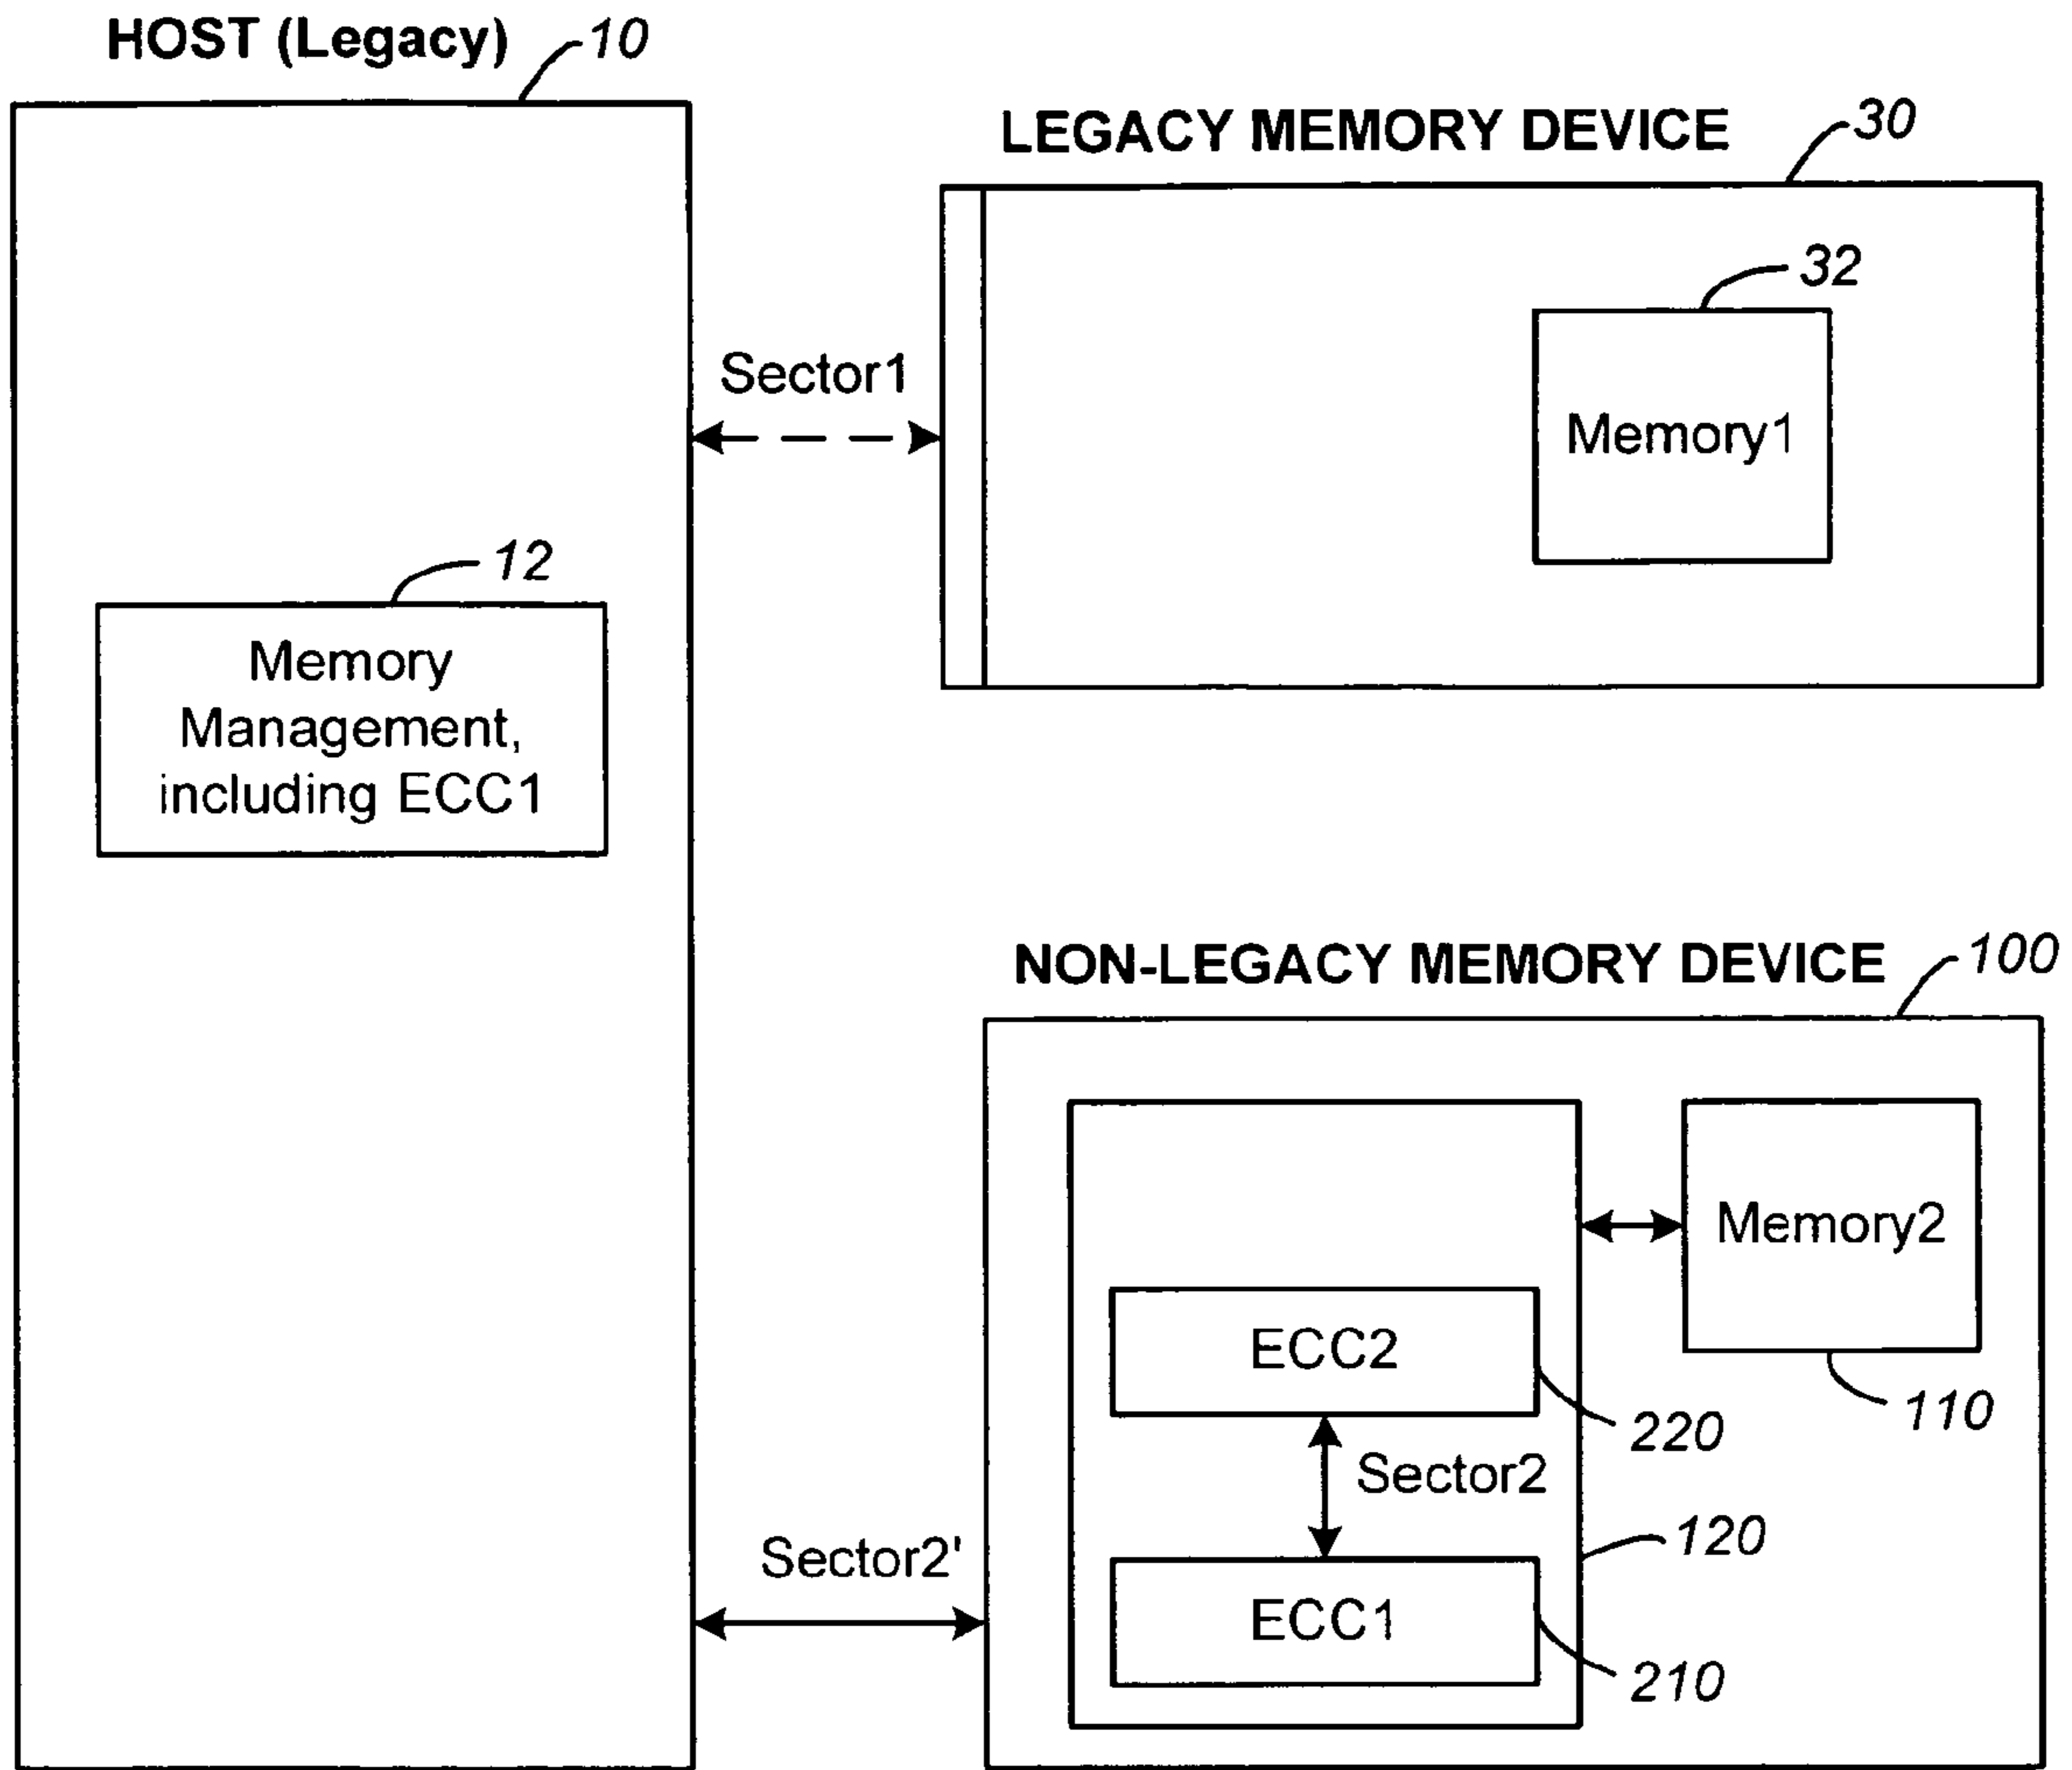 HOST (Legacy)
10
LEGACY MEMORY DEVICE
30
32
Memory1
Sector1
12
Memory
Management,
including ECC1
NON-LEGACY MEMORY DEVICE
100
Memory2
110
ECC2
220
Sector2
120
Sector2'
ECC1
210